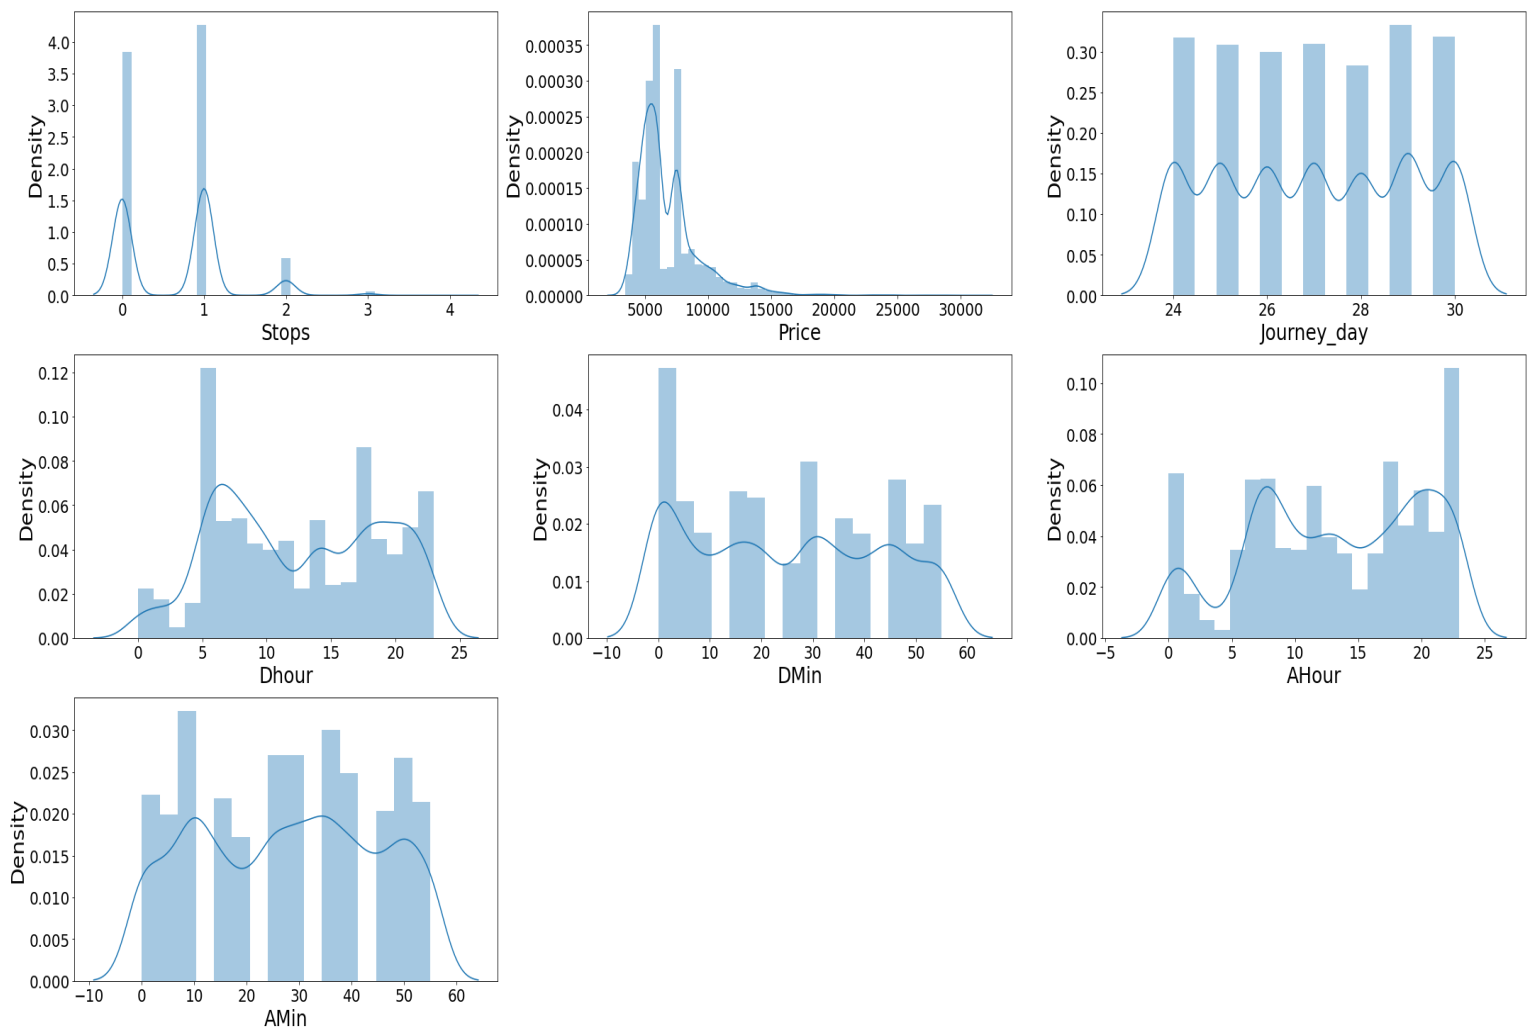 Density
4.0
3.5
3.0
2.5
2.0
1.5
1.0
0.5
0.0
0 1 2 3 4
Stops
Density
0.00035
0.00030
0.00025
0.00020
0.00015
0.00010
0.00005
0.00000
5000 10000 15000 20000 25000 30000
Price
Density
0.30
0.25
0.20
0.15
0.10
0.05
0.00
24 26 28 30
Journey_day
Density
0.12
0.10
0.08
0.06
0.04
0.02
0.00
0 5 10 15 20 25
Dhour
Density
0.04
0.03
0.02
0.01
0.00
−10 0 10 20 30 40 50 60
DMin
Density
0.10
0.08
0.06
0.04
0.02
0.00
−5 0 5 10 15 20 25
AHour
Density
0.030
0.025
0.020
0.015
0.010
0.005
0.000
−10 0 10 20 30 40 50 60
AMin